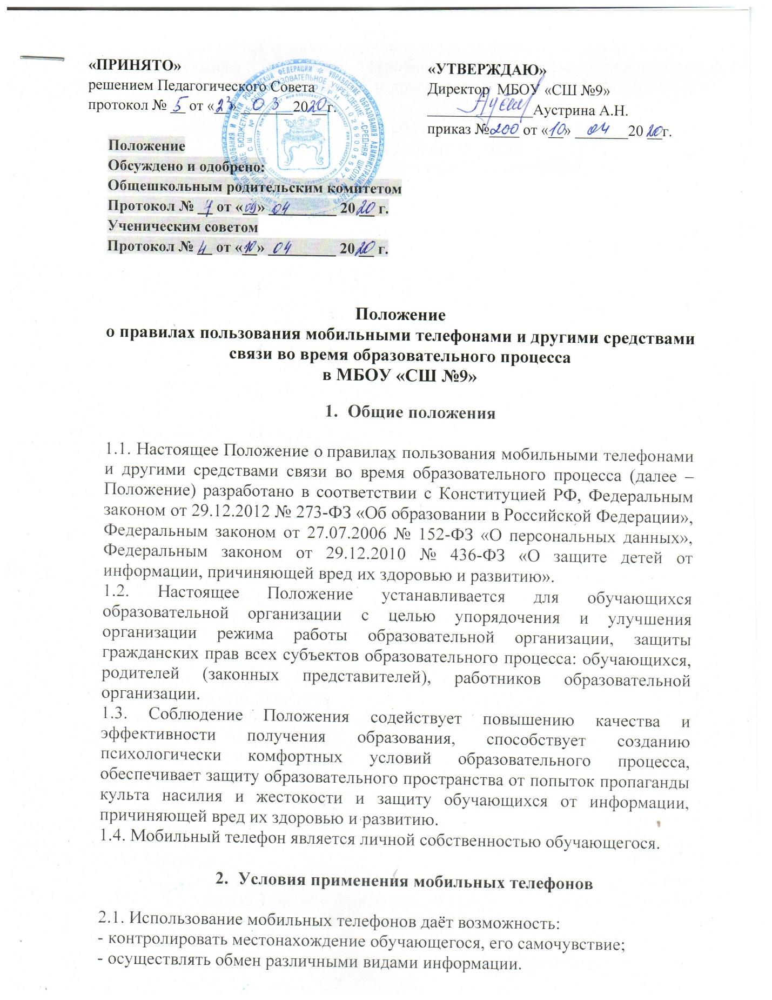 «ПРИНЯТО»
решением Педагогического Совета
протокол № 5 от «23» 03 2020г.
«УТВЕРЖДАЮ»
Директор МБОУ «СШ №9»
Аустрина А.Н.
приказ №200 от «10» 04 2020г.
Положение
Обсуждено и одобрено:
Общешкольным родительским комитетом
Протокол № 4 от «09» 04 2020 г.
Ученическим советом
Протокол № 4 от «10» 04 2020 г.
Положение
о правилах пользования мобильными телефонами и другими средствами
связи во время образовательного процесса
в МБОУ «СШ №9»
1. Общие положения
1.1. Настоящее Положение о правилах пользования мобильными телефонами
и другими средствами связи во время образовательного процесса (далее –
Положение) разработано в соответствии с Конституцией РФ, Федеральным
законом от 29.12.2012 № 273-ФЗ «Об образовании в Российской Федерации»,
Федеральным законом от 27.07.2006 № 152-ФЗ «О персональных данных»,
Федеральным законом от 29.12.2010 № 436-ФЗ «О защите детей от
информации, причиняющей вред их здоровью и развитию».
1.2. Настоящее Положение устанавливается для обучающихся
образовательной организации с целью упорядочения и улучшения
организации режима работы образовательной организации, защиты
гражданских прав всех субъектов образовательного процесса: обучающихся,
родителей (законных представителей), работников образовательной
организации.
1.3. Соблюдение Положения содействует повышению качества и
эффективности получения образования, способствует созданию
психологически комфортных условий образовательного процесса,
обеспечивает защиту образовательного пространства от попыток пропаганды
культа насилия и жестокости и защиту обучающихся от информации,
причиняющей вред их здоровью и развитию.
1.4. Мобильный телефон является личной собственностью обучающегося.
2. Условия применения мобильных телефонов
2.1. Использование мобильных телефонов даёт возможность:
- контролировать местонахождение обучающегося, его самочувствие;
- осуществлять обмен различными видами информации.